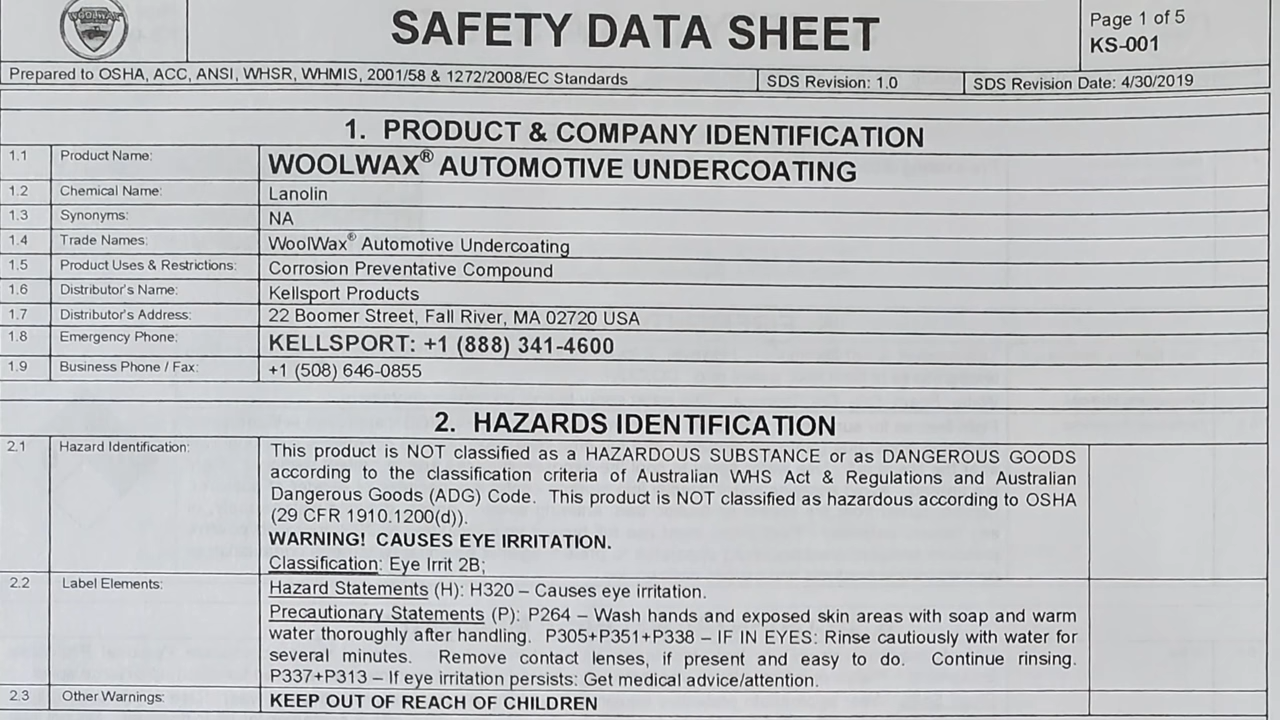 WOOLWAX
SAFETY DATA SHEET
Page 1 of 5
KS-001
Prepared to OSHA, ACC, ANSI, WHSR, WHMIS, 2001/58 & 1272/2008/EC Standards
SDS Revision: 1.0
SDS Revision Date: 4/30/2019
1. PRODUCT & COMPANY IDENTIFICATION
1.1 Product Name: WOOLWAX® AUTOMOTIVE UNDERCOATING
1.2 Chemical Name: Lanolin
1.3 Synonyms: NA
1.4 Trade Names: WoolWax® Automotive Undercoating
1.5 Product Uses & Restrictions: Corrosion Preventative Compound
1.6 Distributor's Name: Kellsport Products
1.7 Distributor's Address: 22 Boomer Street, Fall River, MA 02720 USA
1.8 Emergency Phone: KELLSPORT: +1 (888) 341-4600
1.9 Business Phone / Fax: +1 (508) 646-0855
2. HAZARDS IDENTIFICATION
2.1 Hazard Identification: This product is NOT classified as a HAZARDOUS SUBSTANCE or as DANGEROUS GOODS
according to the classification criteria of Australian WHS Act & Regulations and Australian
Dangerous Goods (ADG) Code. This product is NOT classified as hazardous according to OSHA
(29 CFR 1910.1200(d)).
WARNING! CAUSES EYE IRRITATION.
Classification: Eye Irrit 2B;
2.2 Label Elements: Hazard Statements (H): H320 – Causes eye irritation.
Precautionary Statements (P): P264 – Wash hands and exposed skin areas with soap and warm
water thoroughly after handling. P305+P351+P338 – IF IN EYES: Rinse cautiously with water for
several minutes. Remove contact lenses, if present and easy to do. Continue rinsing.
P337+P313 – If eye irritation persists: Get medical advice/attention.
2.3 Other Warnings: KEEP OUT OF REACH OF CHILDREN